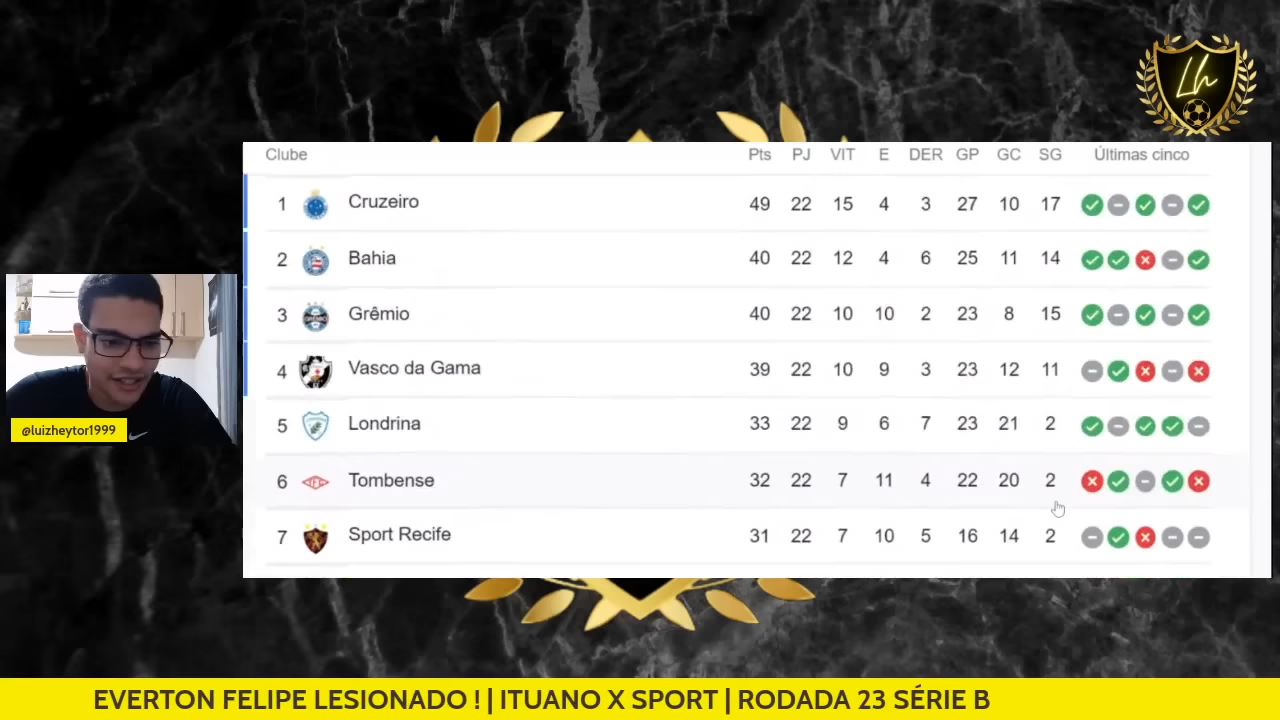 Lh
Clube Pts PJ VIT E DER GP GC SG Últimas cinco
1 Cruzeiro 49 22 15 4 3 27 10 17
2 Bahia 40 22 12 4 6 25 11 14
3 Grêmio 40 22 10 10 2 23 8 15
4 Vasco da Gama 39 22 10 9 3 23 12 11
5 Londrina 33 22 9 6 7 23 21 2
6 Tombense 32 22 7 11 4 22 20 2
7 Sport Recife 31 22 7 10 5 16 14 2
@luizheytor1999
EVERTON FELIPE LESIONADO ! | ITUANO X SPORT | RODADA 23 SÉRIE B